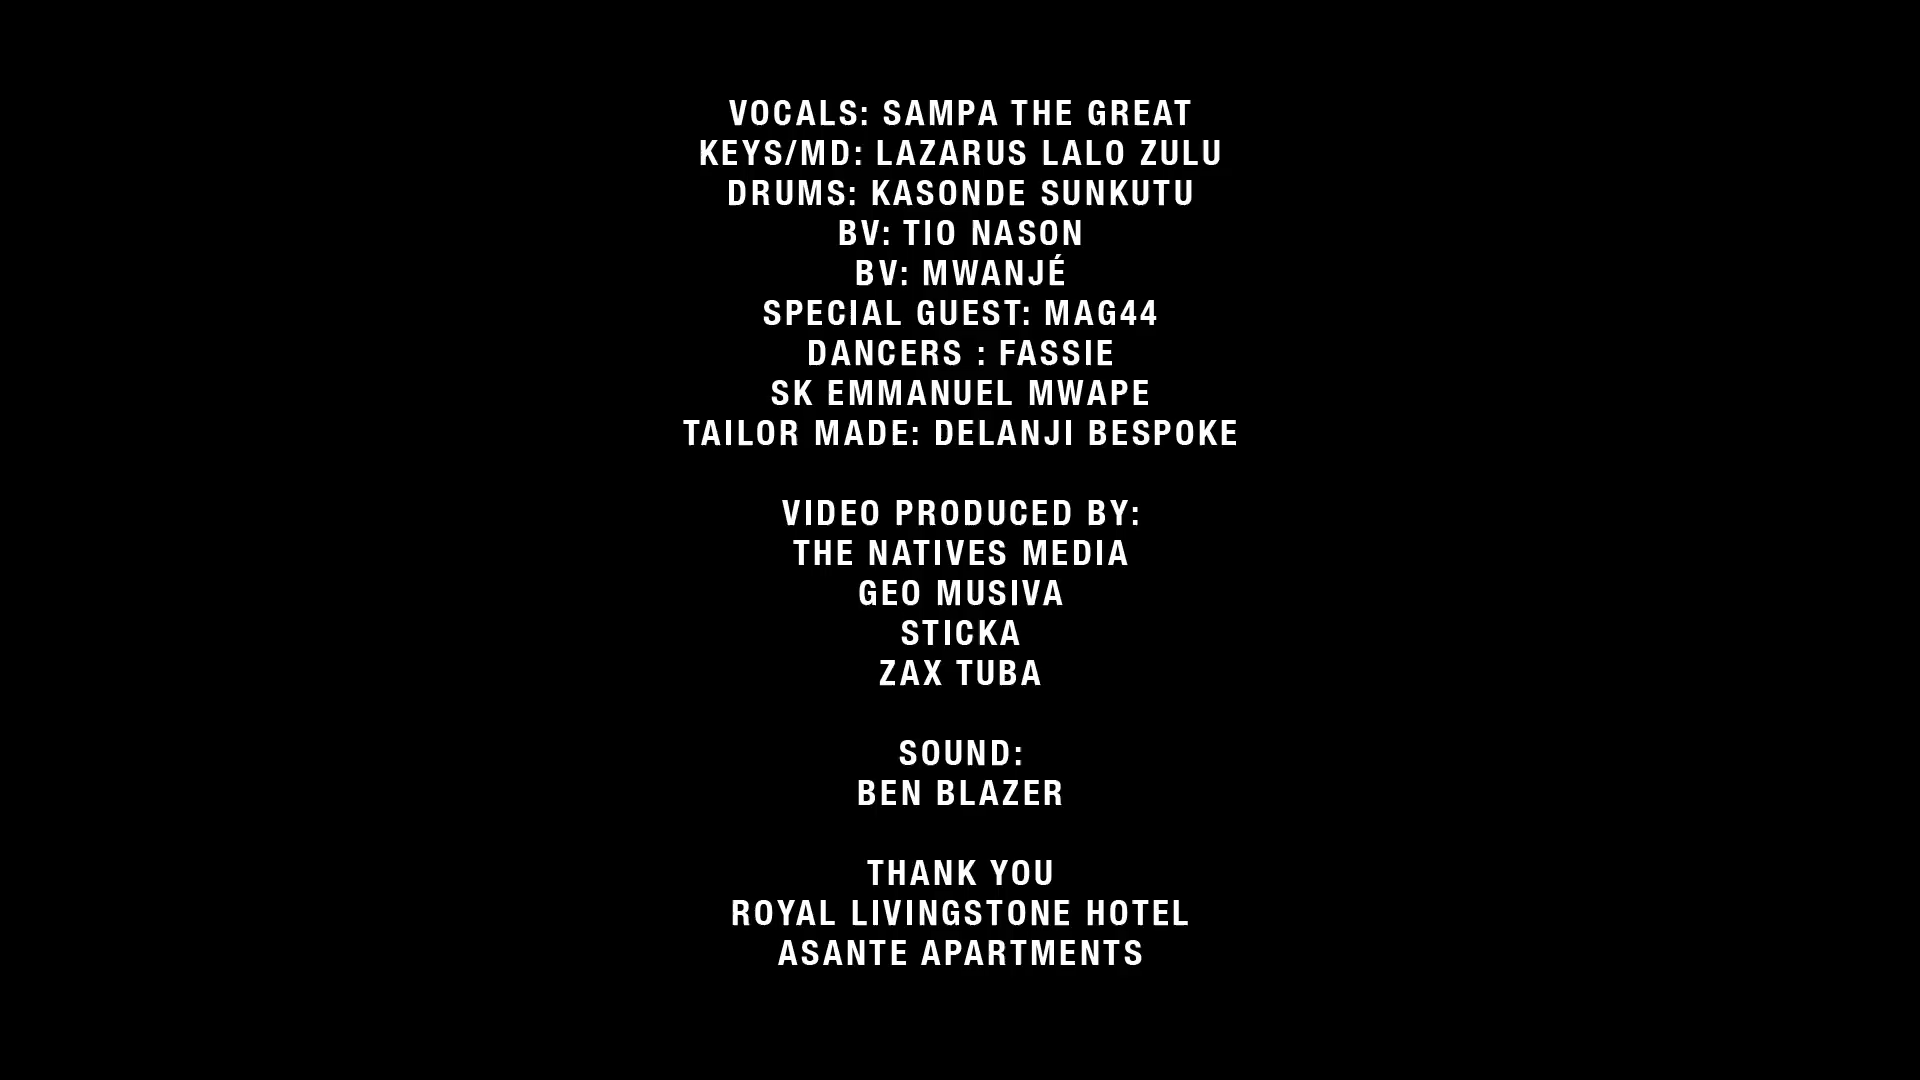 VOCALS: SAMPA THE GREAT
KEYS/MD: LAZARUS LALO ZULU
DRUMS: KASONDE SUNKUTU
BV: TIO NASON
BV: MWANJÉ
SPECIAL GUEST: MAG44
DANCERS : FASSIE
SK EMMANUEL MWAPE
TAILOR MADE: DELANJI BESPOKE
VIDEO PRODUCED BY:
THE NATIVES MEDIA
GEO MUSIVA
STICKA
ZAX TUBA
SOUND:
BEN BLAZER
THANK YOU
ROYAL LIVINGSTONE HOTEL
ASANTE APARTMENTS